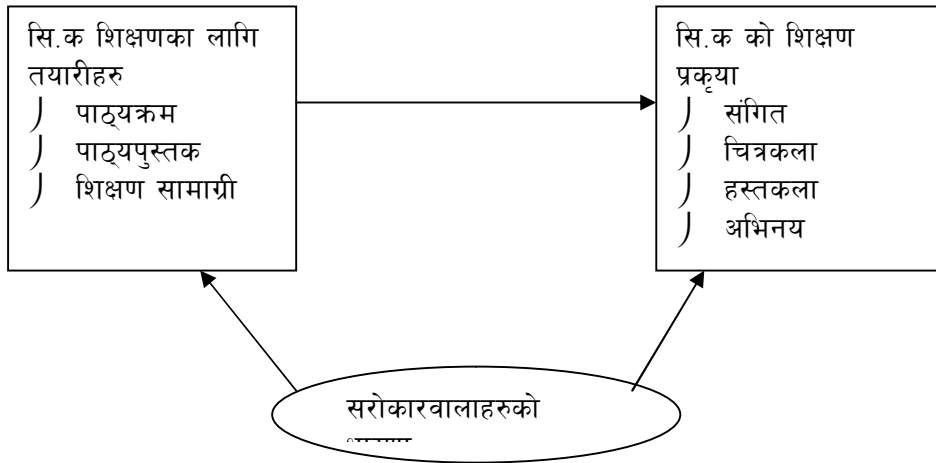 सि.क शिक्षणका लागि
तयारीहरु
पाठ्यक्रम
पाठ्यपुस्तक
शिक्षण सामाग्री
सि.क को शिक्षण
प्रकृया
संगित
चित्रकला
हस्तकला
अभिनय
सरोकारवालाहरुको